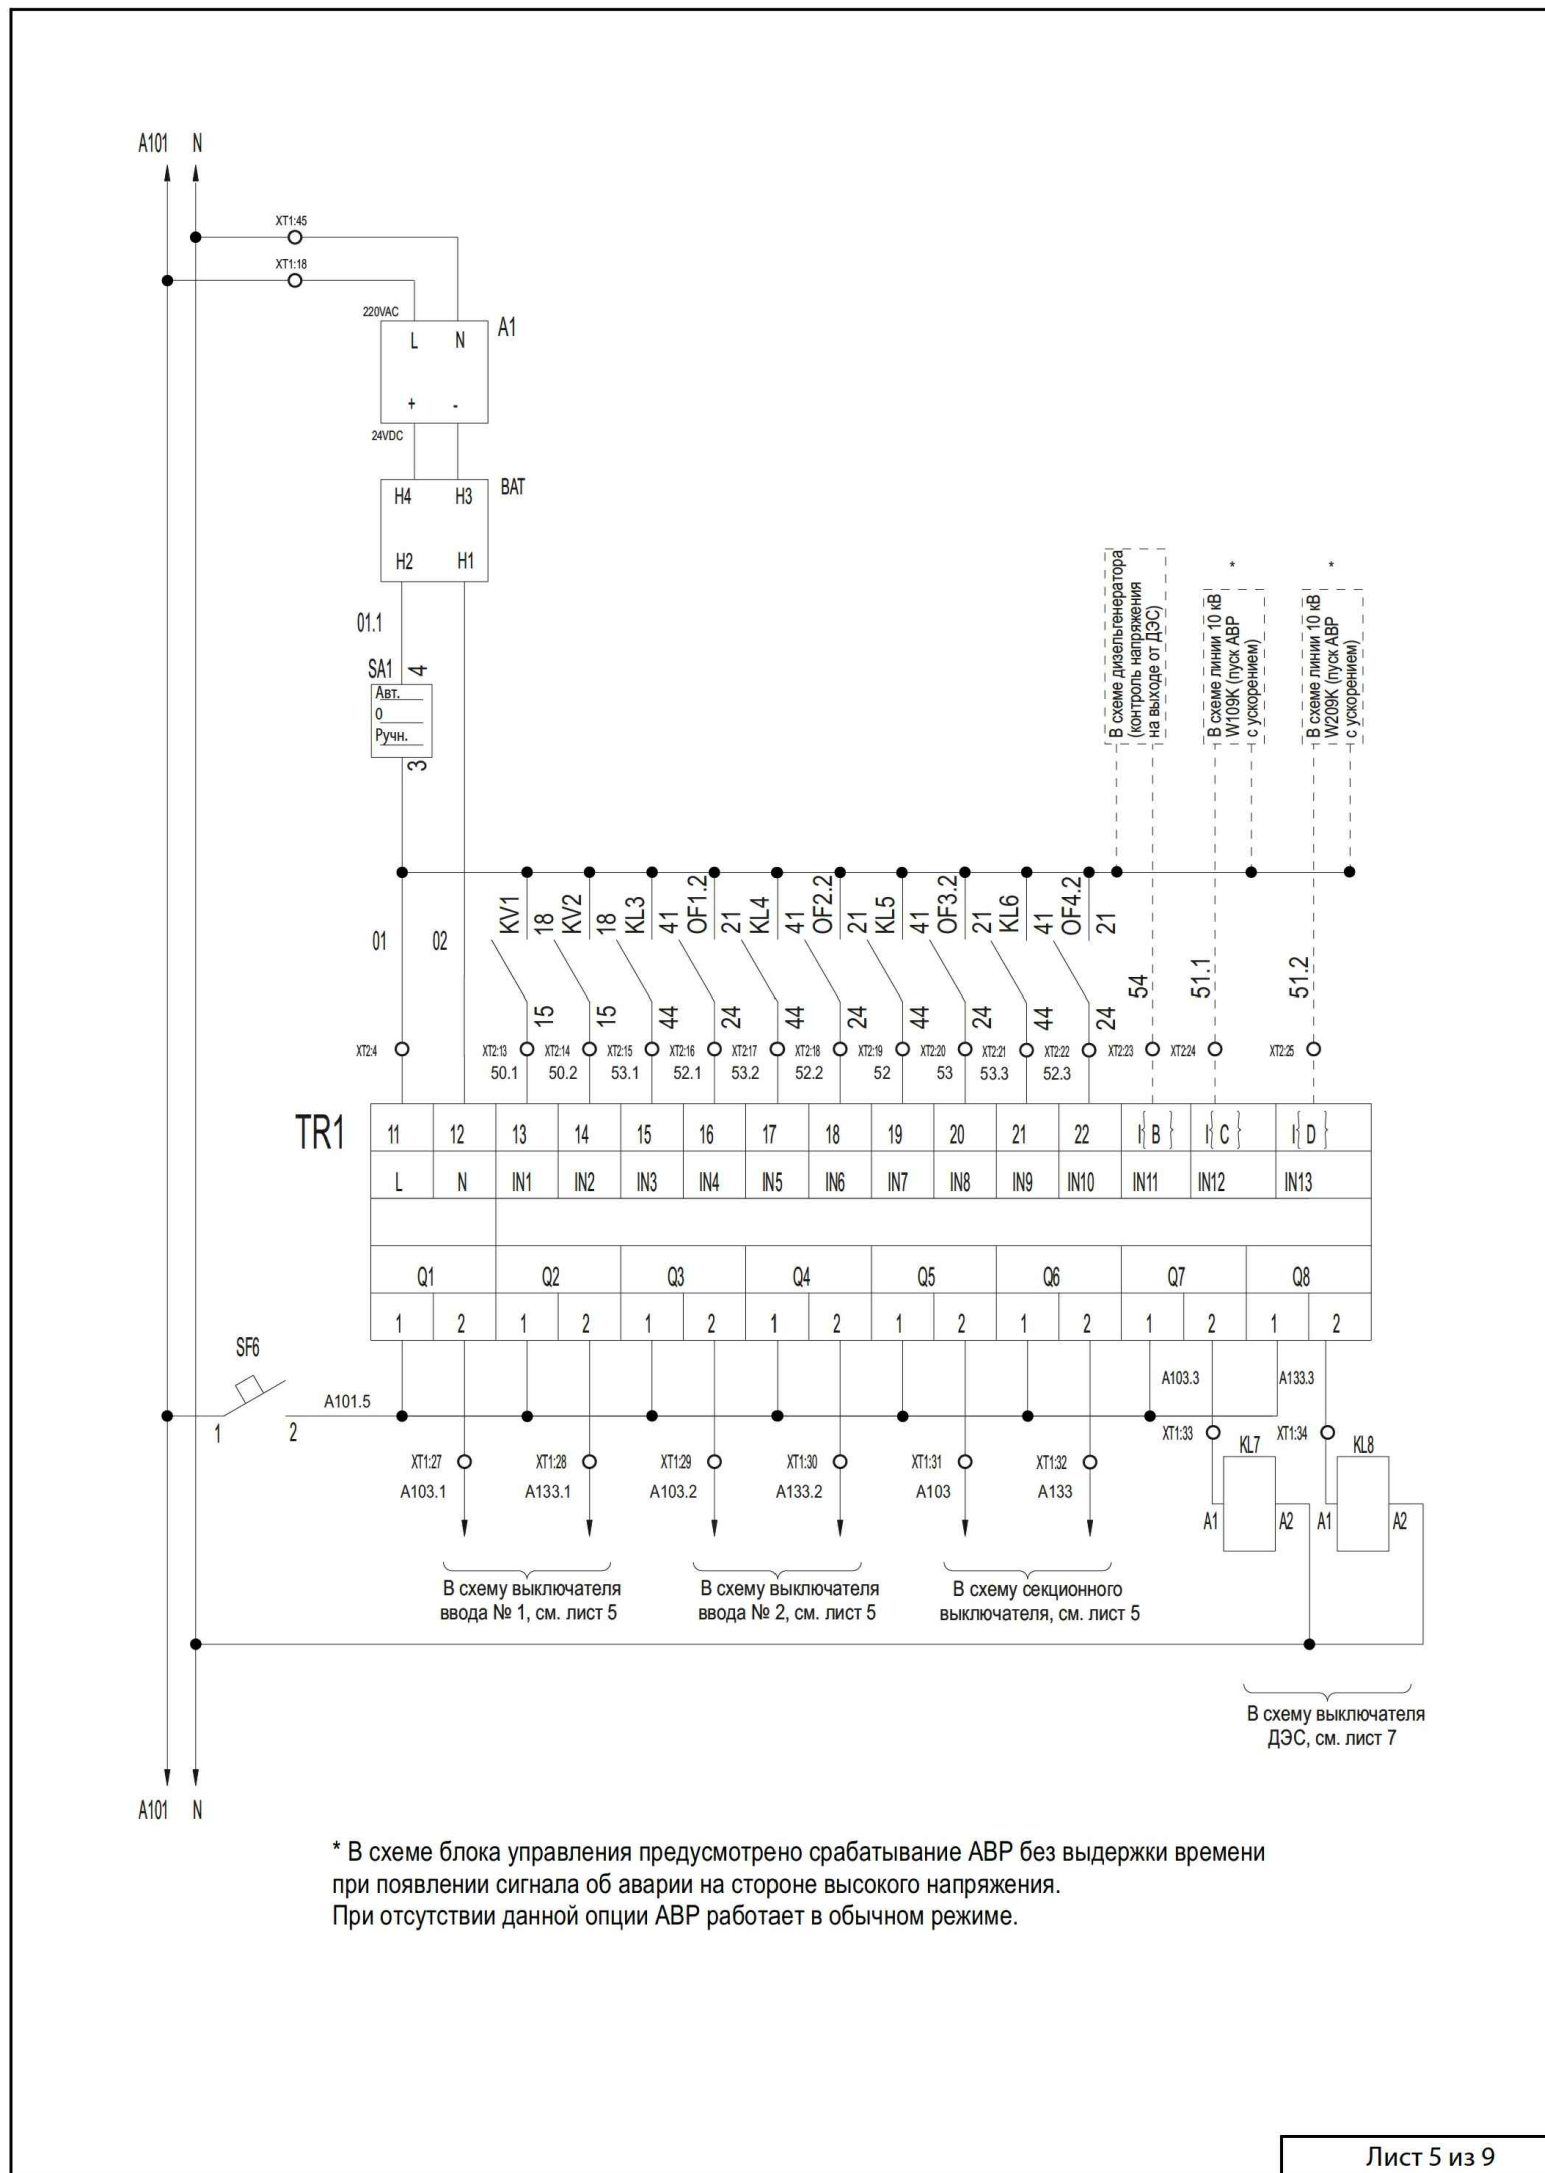 A101 N
XT1:45
XT1:18
220VAC
A1
L N
+ -
24VDC
BAT
H4 H3
H2 H1
01.1
SA1
4
Авт.
0
Ручн.
3
В схеме дизельгенератора
(контроль напряжения
на выходе от ДЭС)
*
В схеме линии 10 кВ
W109K (пуск АВР
с ускорением)
*
В схеме линии 10 кВ
W209K (пуск АВР
с ускорением)
01 02
KV1 18 KV2 18 KL3 41 OF1.2 21 KL4 41 OF2.2 21 KL5 41 OF3.2 21 KL6 41 OF4.2 21
54 51.1 51.2
15 15 44 24 44 24 44 24 44 24
XT2:4 XT2:13 XT2:14 XT2:15 XT2:16 XT2:17 XT2:18 XT2:19 XT2:20 XT2:21 XT2:22 XT2:23 XT2:24 XT2:25
50.1 50.2 53.1 52.1 53.2 52.2 52 53 53.3 52.3
TR1
11 12 13 14 15 16 17 18 19 20 21 22 I{B} I{C} I{D}
L N IN1 IN2 IN3 IN4 IN5 IN6 IN7 IN8 IN9 IN10 IN11 IN12 IN13
Q1 Q2 Q3 Q4 Q5 Q6 Q7 Q8
1 2 1 2 1 2 1 2 1 2 1 2 1 2 1 2
SF6
1 2
A101.5
A103.3 A133.3
XT1:27 XT1:28 XT1:29 XT1:30 XT1:31 XT1:32 XT1:33 XT1:34
A103.1 A133.1 A103.2 A133.2 A103 A133
KL7 KL8
A1 A2 A1 A2
В схему выключателя
ввода № 1, см. лист 5
В схему выключателя
ввода № 2, см. лист 5
В схему секционного
выключателя, см. лист 5
В схему выключателя
ДЭС, см. лист 7
A101 N
* В схеме блока управления предусмотрено срабатывание АВР без выдержки времени
при появлении сигнала об аварии на стороне высокого напряжения.
При отсутствии данной опции АВР работает в обычном режиме.
Лист 5 из 9